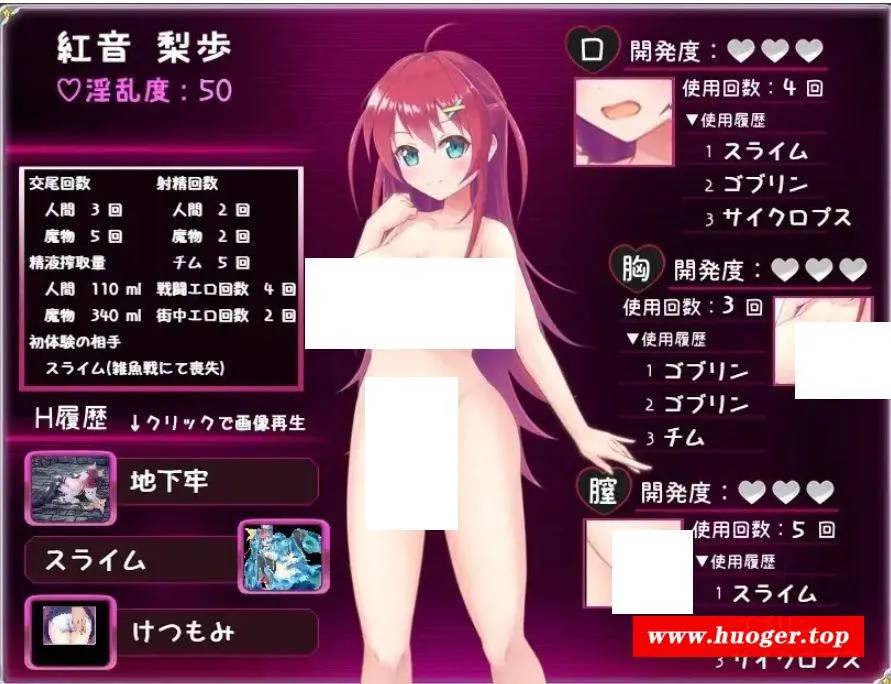 紅音 梨歩
♡淫乱度：50
交尾回数
人間 3 回
魔物 5 回
精液搾取量
人間 110 ml
魔物 340 ml
初体験の相手
スライム(雑魚戦にて喪失)
射精回数
人間 2 回
魔物 2 回
チム 5 回
戦闘エロ回数 4 回
街中エロ回数 2 回
H履歴 ↓クリックで画像再生
地下牢
スライム
けつもみ
口 開発度：
使用回数：4 回
▼使用履歴
1 スライム
2 ゴブリン
3 サイクロプス
胸 開発度：
使用回数：3 回
▼使用履歴
1 ゴブリン
2 ゴブリン
3 チム
膣 開発度：
使用回数：5 回
▼使用履歴
1 スライム
www.huoger.top
3 サイクロプス